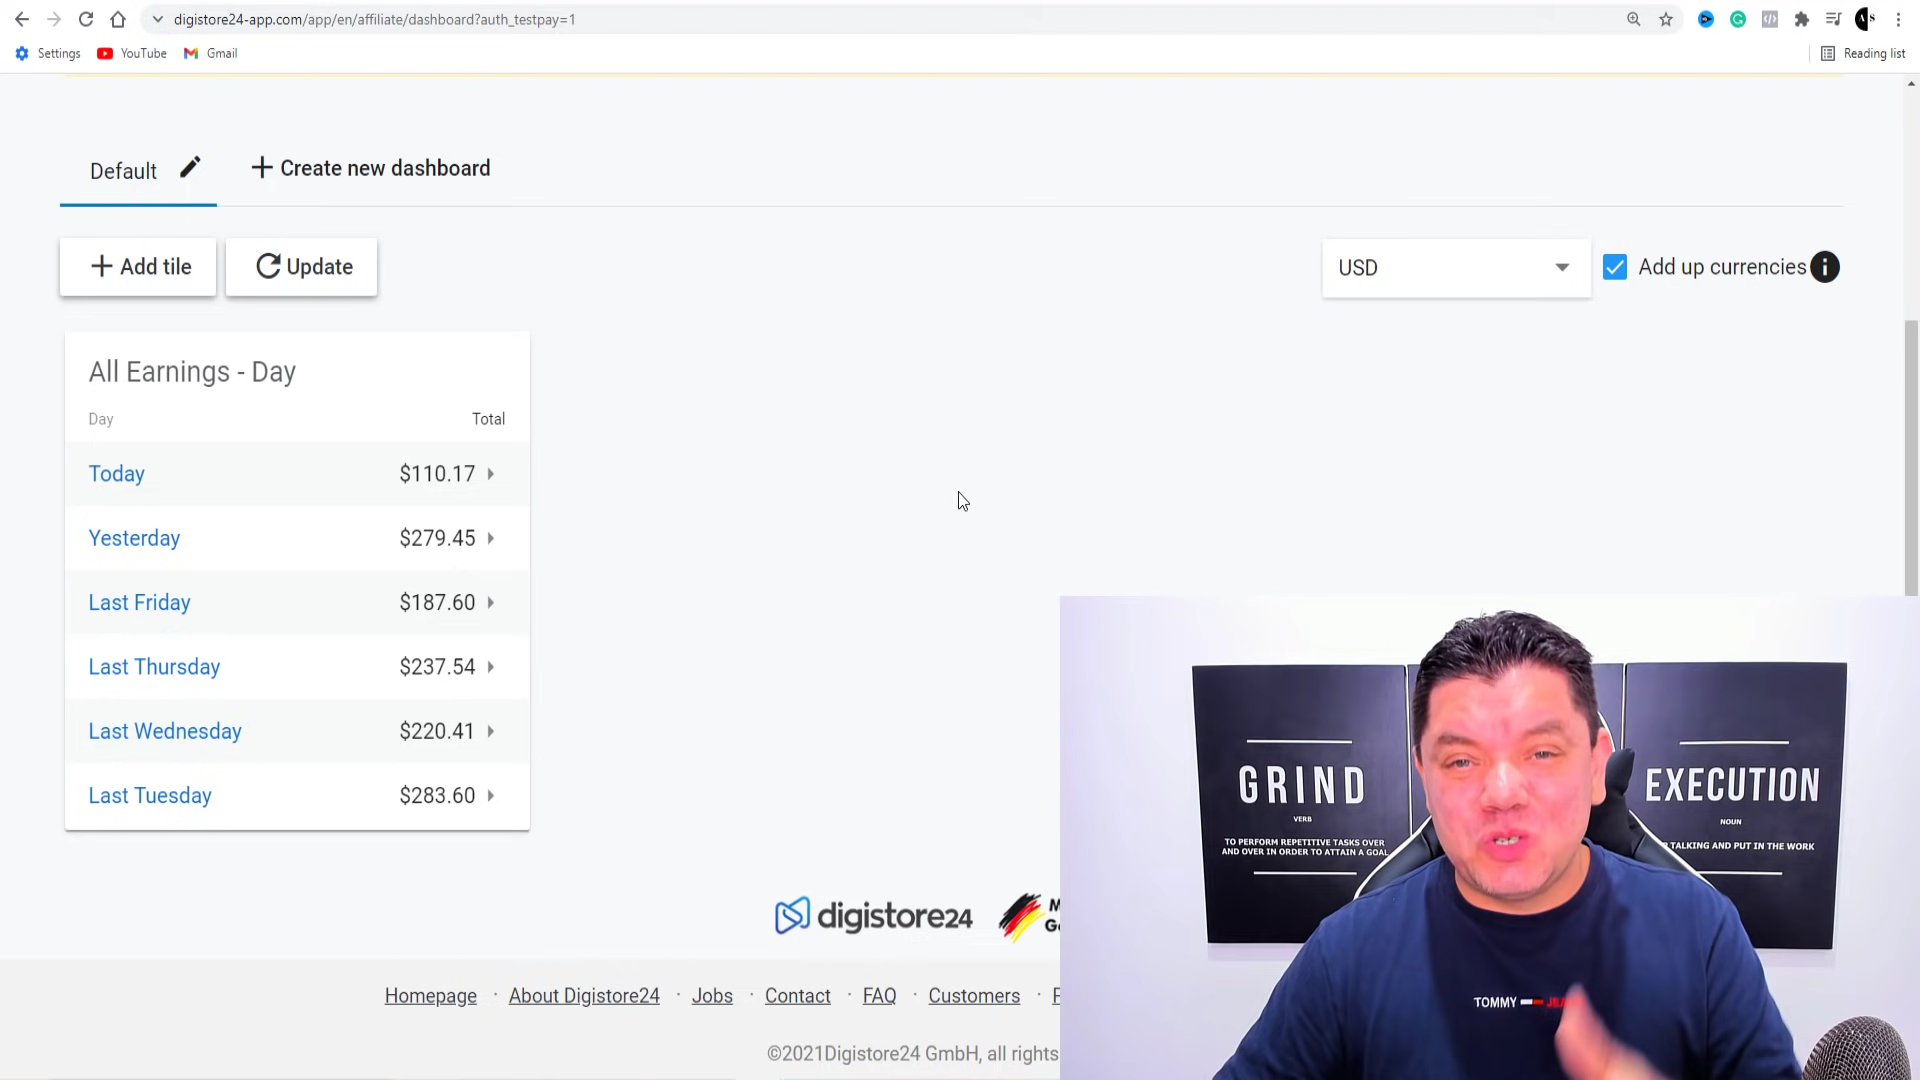 digistore24-app.com/app/en/affiliate/dashboard?auth_testpay=1
Settings YouTube Gmail Reading list
Default Create new dashboard
Add tile Update USD Add up currencies
All Earnings - Day
Day Total
Today $110.17
Yesterday $279.45
Last Friday $187.60
Last Thursday $237.54
Last Wednesday $220.41
Last Tuesday $283.60
GRIND
VERB
TO PERFORM REPETITIVE TASKS OVER
AND OVER IN ORDER TO ATTAIN A GOAL
EXECUTION
NOUN
TALKING AND PUT IN THE WORK
TOMMY
digistore24
Homepage · About Digistore24 · Jobs · Contact · FAQ · Customers ·
©2021Digistore24 GmbH, all rights